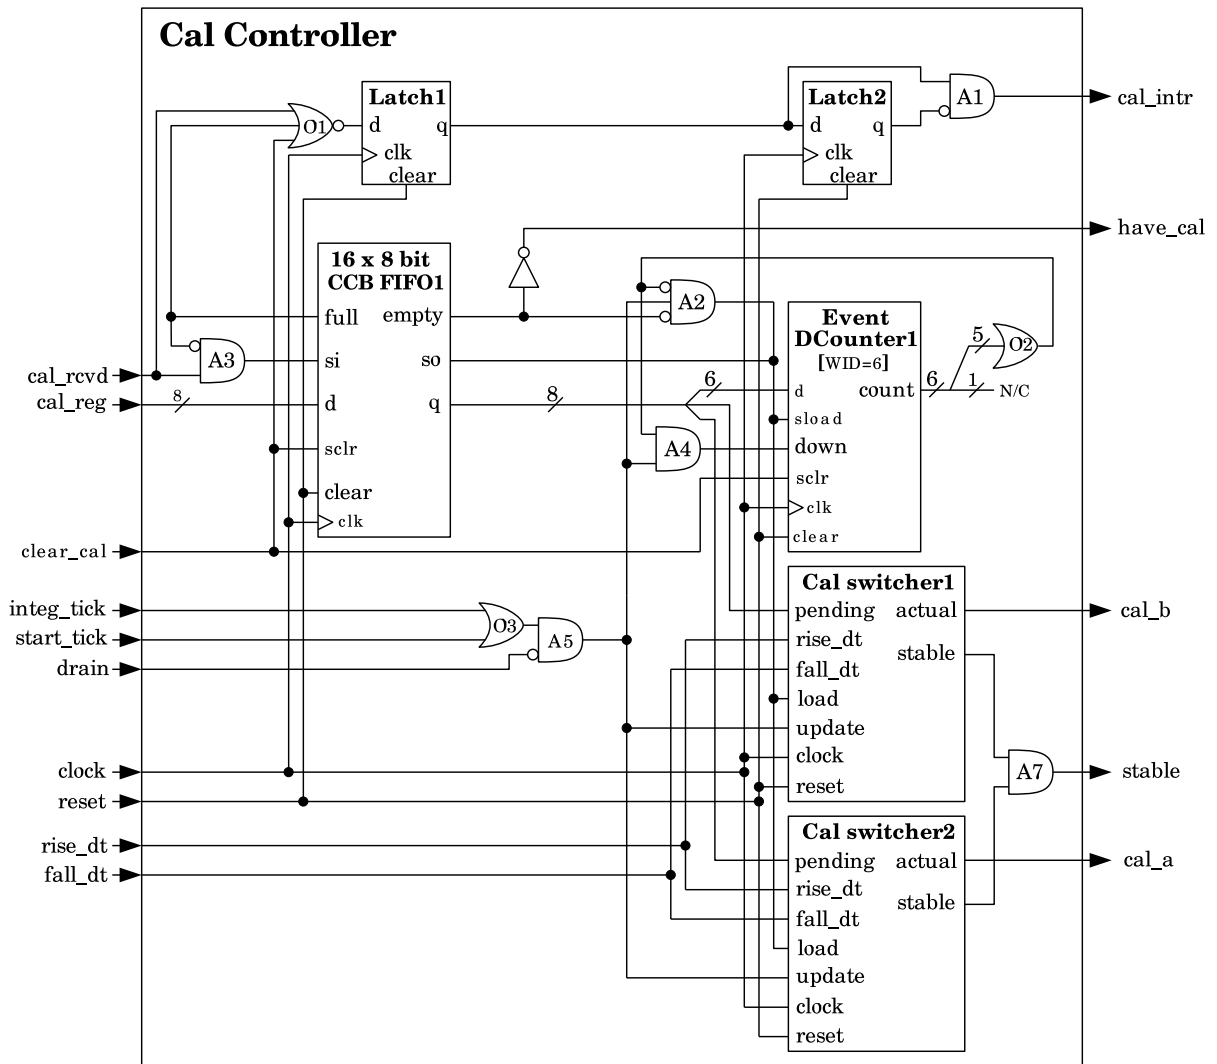 Cal Controller
Latch1
d
q
clk
clear
O1
Latch2
d
q
clk
clear
A1
cal_intr
have_cal
16 x 8 bit
CCB FIFO1
full
empty
si
so
d
q
sclr
clear
clk
A3
cal_rcvd
cal_reg
8
8
A2
6
A4
Event
DCounter1
[WID=6]
count
d
sload
down
sclr
clk
clear
6
5
1
N/C
O2
clear_cal
integ_tick
start_tick
drain
O3
A5
Cal switcher1
pending
actual
rise_dt
stable
fall_dt
load
update
clock
reset
cal_b
A7
stable
clock
reset
rise_dt
fall_dt
Cal switcher2
pending
actual
rise_dt
stable
fall_dt
load
update
clock
reset
cal_a